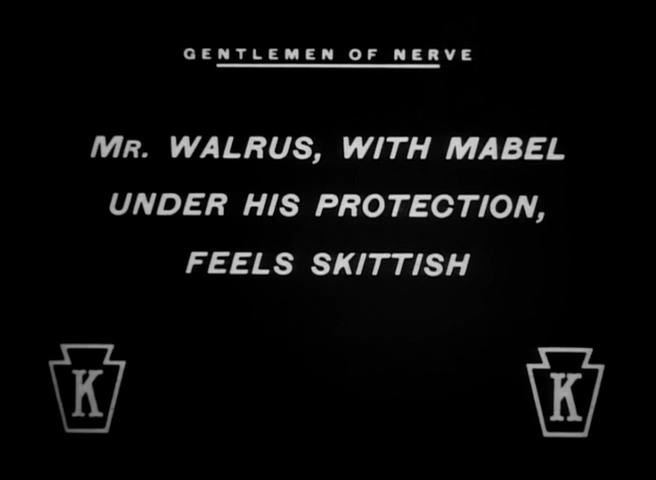 GENTLEMEN OF NERVE
MR. WALRUS, WITH MABEL
UNDER HIS PROTECTION,
FEELS SKITTISH
K K